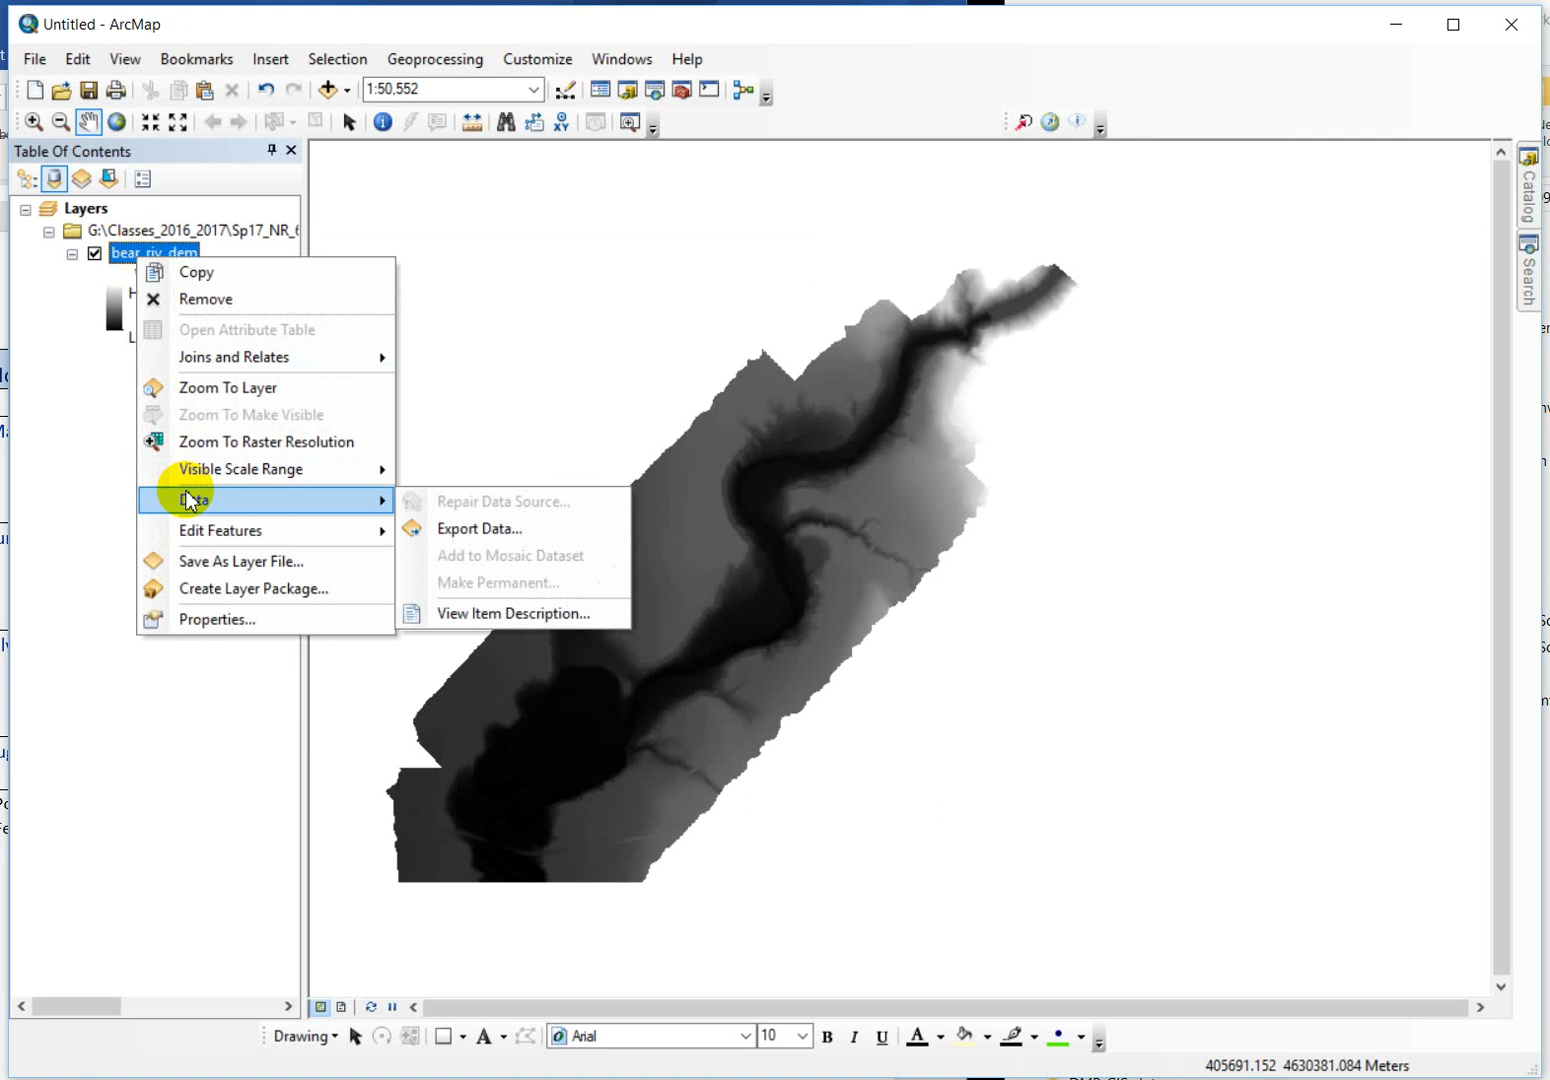 Untitled - ArcMap
File Edit View Bookmarks Insert Selection Geoprocessing Customize Windows Help
1:50,552
Table Of Contents
Layers
G:\Classes_2016_2017\Sp17_NR_6
bear_riv_dem
Copy
Remove
Open Attribute Table
Joins and Relates
Zoom To Layer
Zoom To Make Visible
Zoom To Raster Resolution
Visible Scale Range
Data
Edit Features
Save As Layer File...
Create Layer Package...
Properties...
Repair Data Source...
Export Data...
Add to Mosaic Dataset
Make Permanent...
View Item Description...
Catalog
Search
Drawing
Arial
10
B I U A
405691.152 4630381.084 Meters